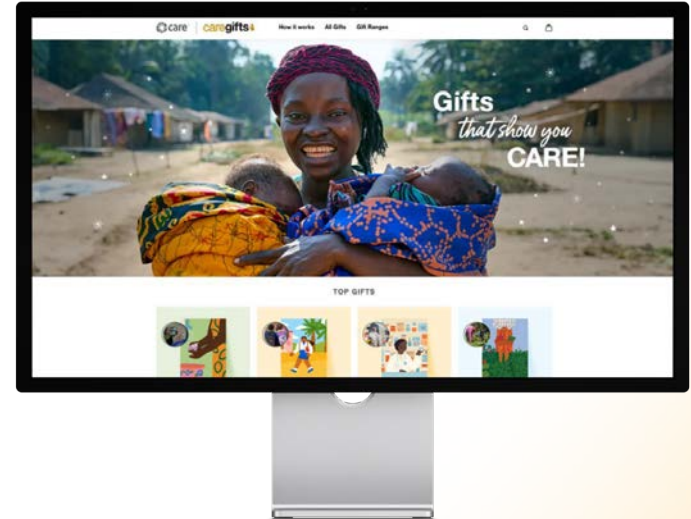 care caregifts How it works All Gifts Gift Ranges
Gifts
that show you
CARE!
TOP GIFTS